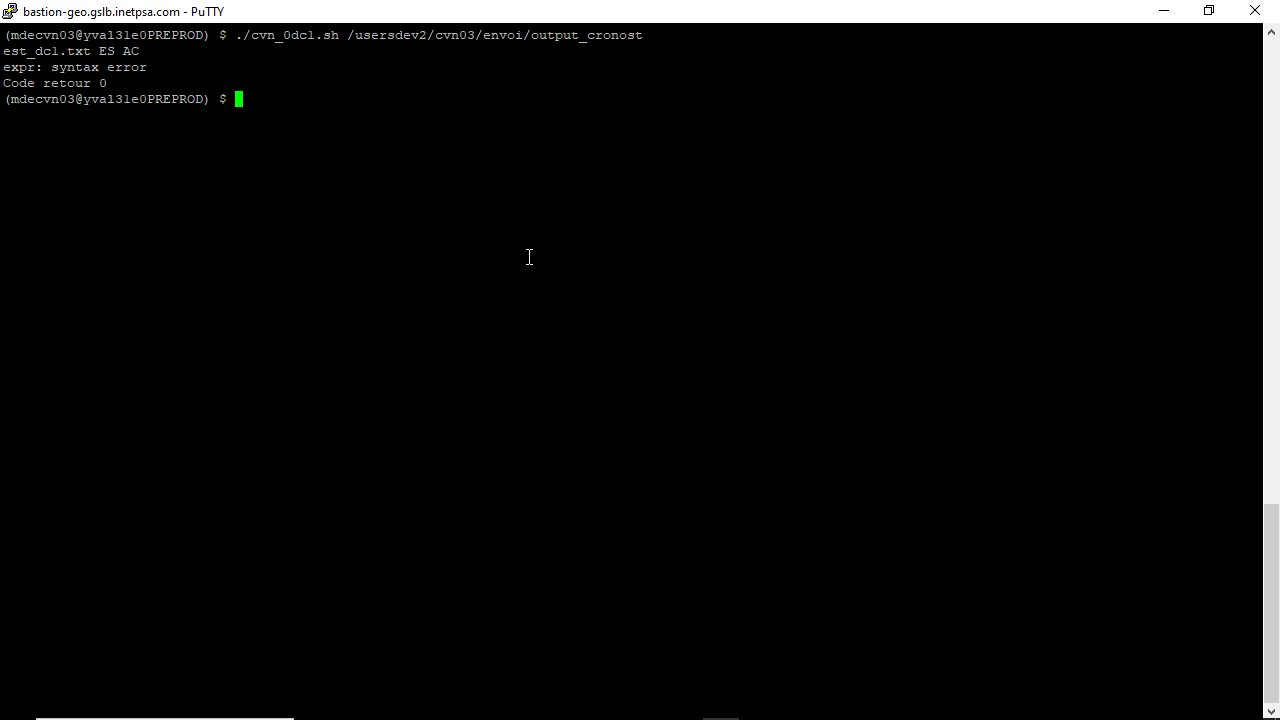 bastion-geo.gslb.inetpsa.com - PuTTY
(mdecvn03@yval31e0PREPROD) $ ./cvn_0dcl.sh /usersdev2/cvn03/envoi/output_cronost
est_dcl.txt ES AC
expr: syntax error
Code retour 0
(mdecvn03@yval31e0PREPROD) $